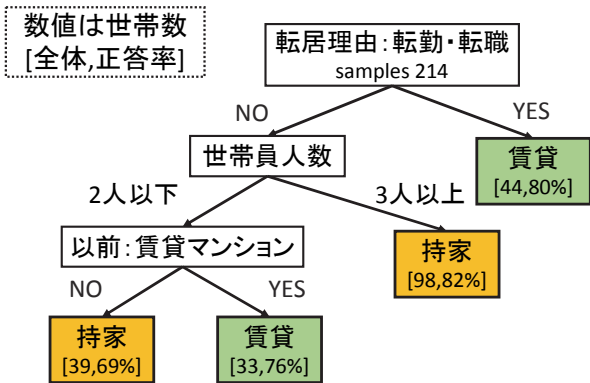 数値は世帯数
[全体,正答率]
転居理由:転勤・転職
samples 214
NO
YES
世帯員人数
賃貸
[44,80%]
2人以下
3人以上
以前:賃貸マンション
持家
[98,82%]
NO
YES
持家
[39,69%]
賃貸
[33,76%]